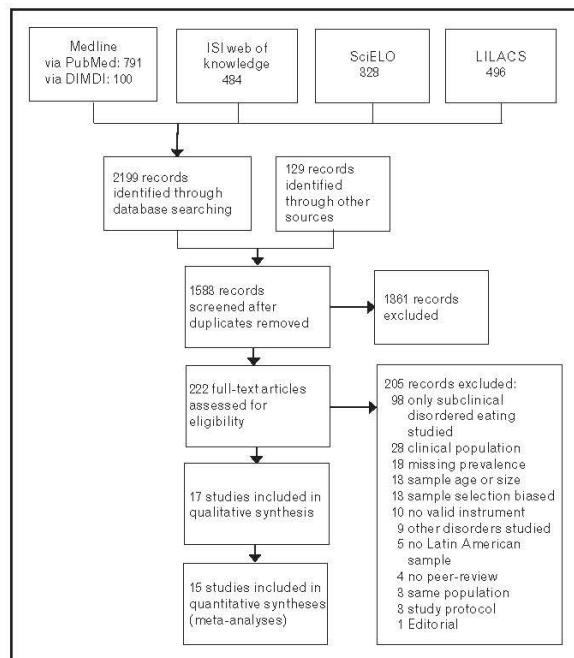 Medline
via PubMed: 791
via DIMDI: 100
ISI web of
knowledge
484
SciELO
328
LILACS
496
2199 records
identified through
database searching
129 records
identified through
other sources
1583 records
screened after
duplicates removed
1361 records
excluded
222 full-text articles
assessed for
eligibility
205 records excluded:
98 only subclinical
disordered eating
studied
28 clinical population
18 missing prevalence
13 sample age or size
13 sample selection biased
10 no valid instrument
9 other disorders studied
5 no Latin American
sample
4 no peer-review
3 same population
3 study protocol
1 Editorial
17 studies included in
qualitative synthesis
15 studies included in
quantitative syntheses
(meta-analyses)